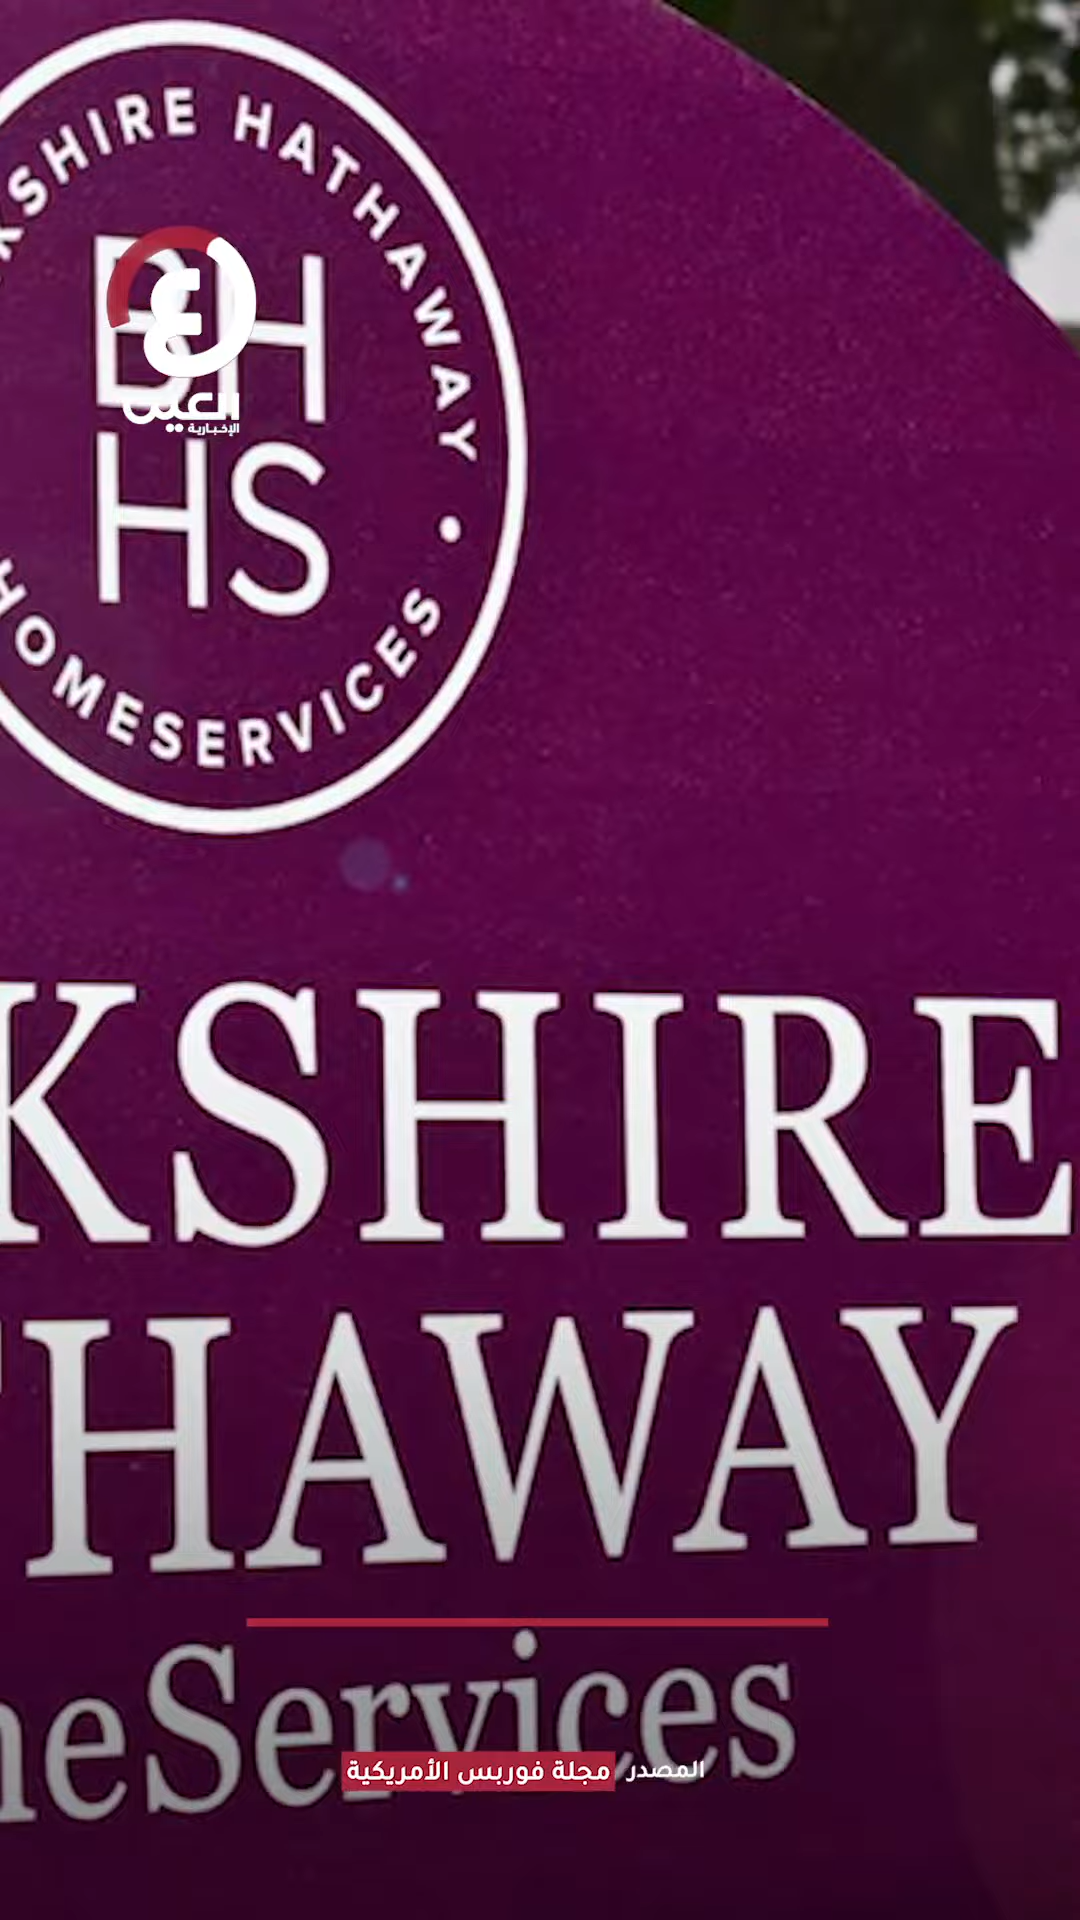 KSHIRE HATHAWAY •
BH
HS
HOMESERVICES
العين
الإخبارية
KSHIRE
HAWAY
eServices
المصدر مجلة فوربس الأمريكية